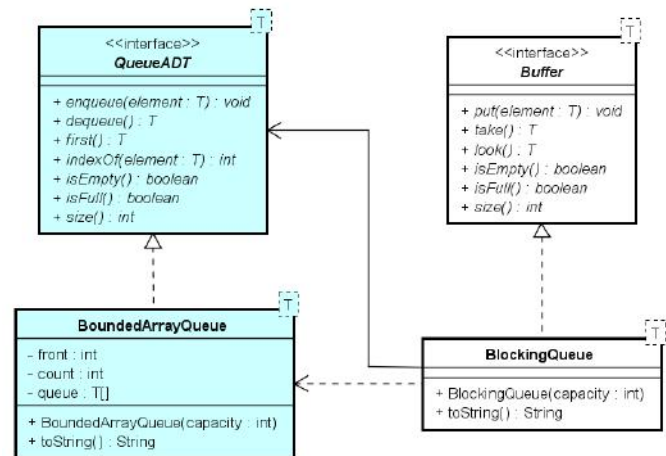 T
<<interface>>
QueueADT
+ enqueue(element : T) : void
+ dequeue() : T
+ first() : T
+ indexOf(element : T) : int
+ isEmpty() : boolean
+ isFull() : boolean
+ size() : int
T
<<interface>>
Buffer
+ put(element : T) : void
+ take() : T
+ look() : T
+ isEmpty() : boolean
+ isFull() : boolean
+ size() : int
T
BoundedArrayQueue
- front : int
- count : int
- queue : T[]
+ BoundedArrayQueue(capacity : int)
+ toString() : String
T
BlockingQueue
+ BlockingQueue(capacity : int)
+ toString() : String